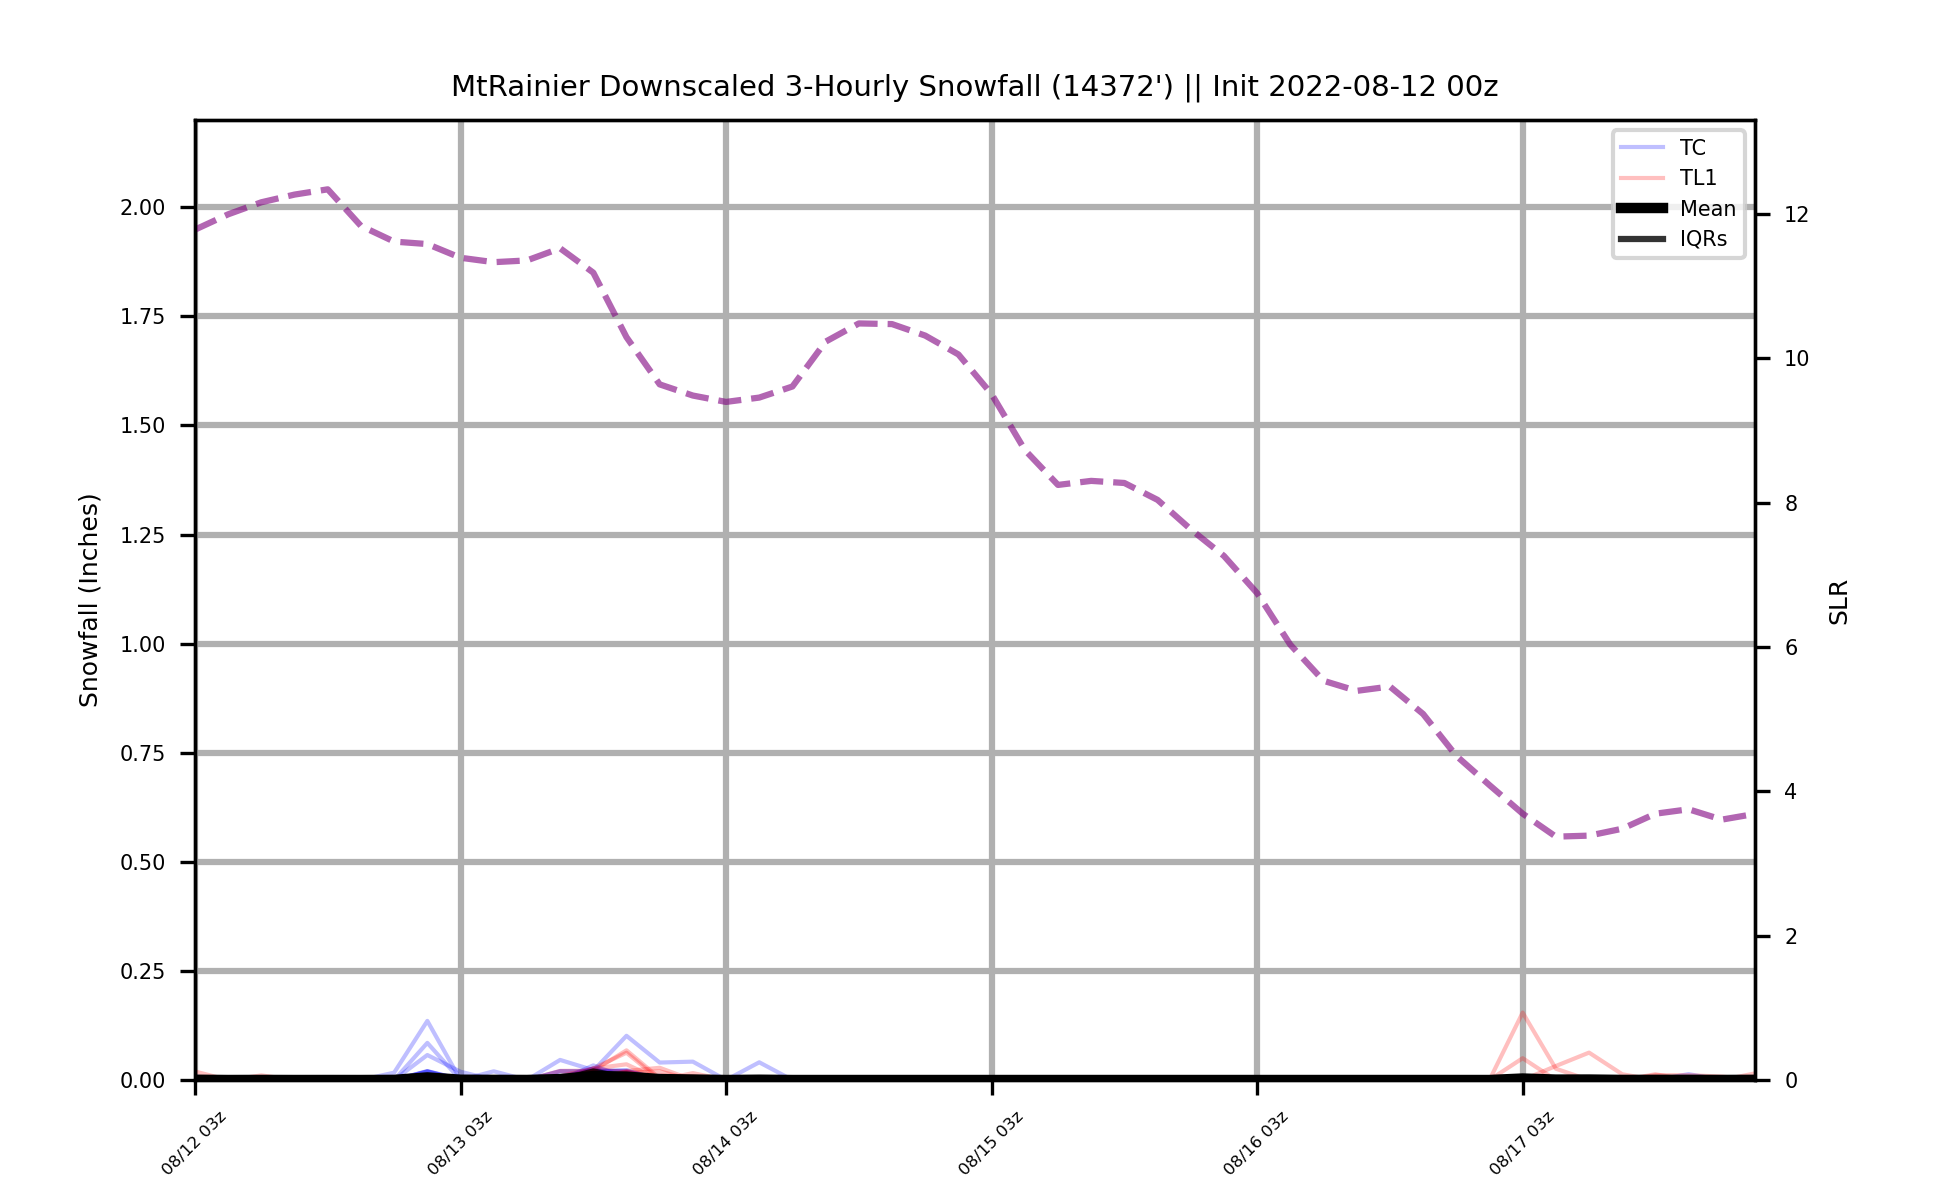 MtRainier Downscaled 3-Hourly Snowfall (14372') || Init 2022-08-12 00z
TC
TL1
Mean
IQRs
Snowfall (Inches)
2.00
1.75
1.50
1.25
1.00
0.75
0.50
0.25
0.00
12
10
8
6
4
2
0
SLR
08/12 03z
08/13 03z
08/14 03z
08/15 03z
08/16 03z
08/17 03z